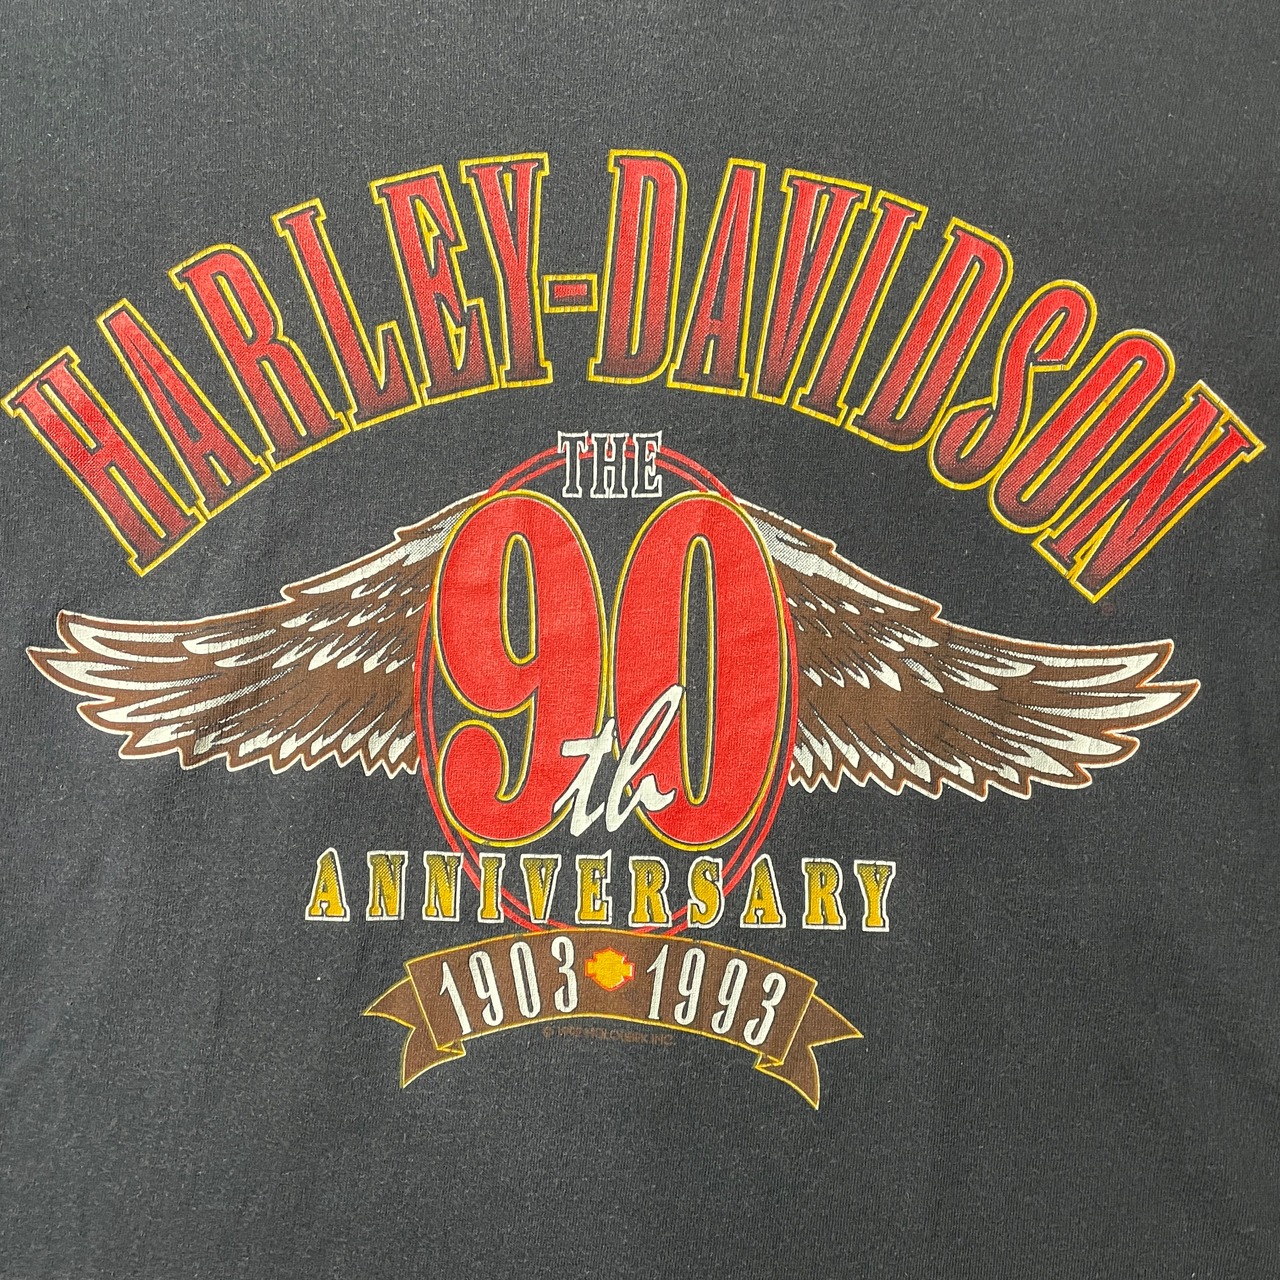 HARLEY-DAVIDSON
®
THE
90th
ANNIVERSARY
1903 1993